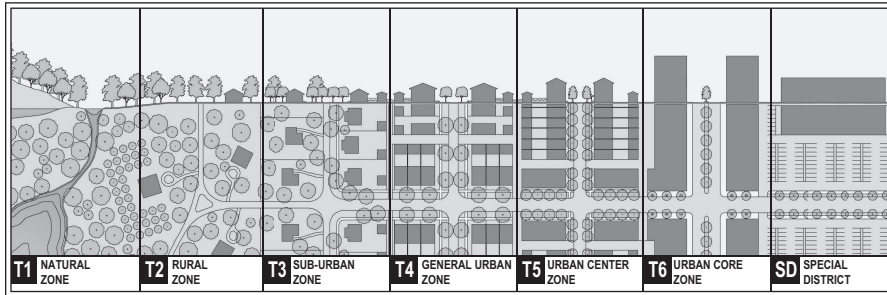 T1 NATURAL
ZONE
T2 RURAL
ZONE
T3 SUB-URBAN
ZONE
T4 GENERAL URBAN
ZONE
T5 URBAN CENTER
ZONE
T6 URBAN CORE
ZONE
SD SPECIAL
DISTRICT